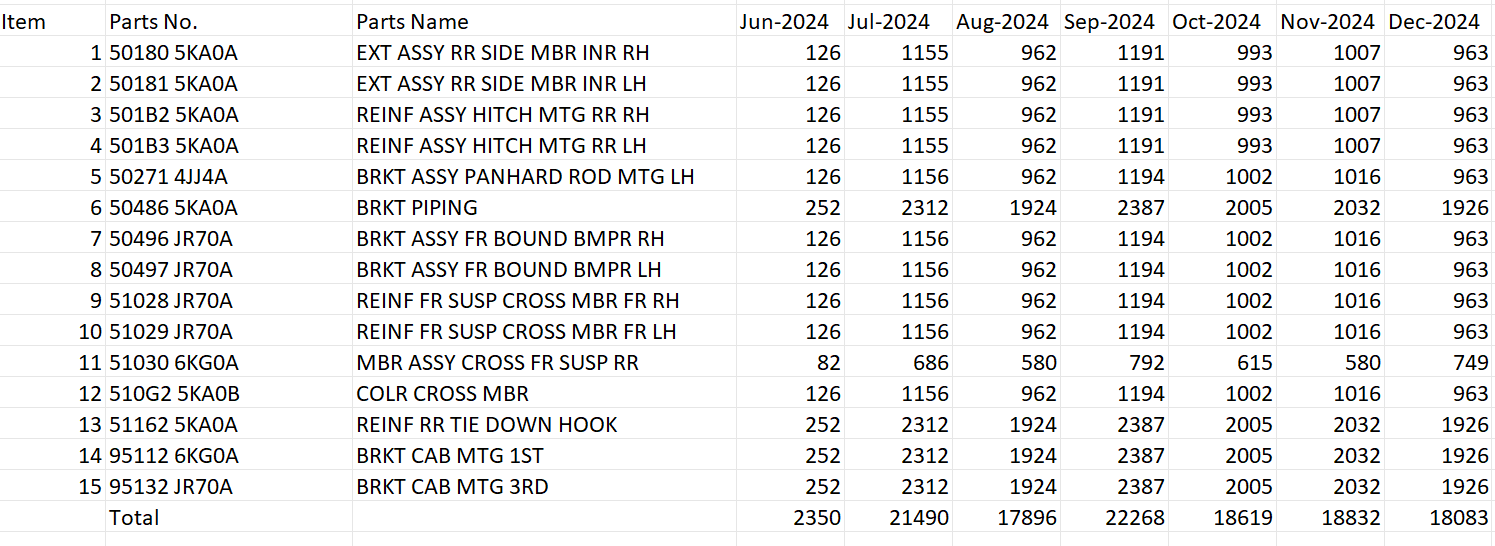 Item Parts No. Parts Name Jun-2024 Jul-2024 Aug-2024 Sep-2024 Oct-2024 Nov-2024 Dec-2024
1 50180 5KA0A EXT ASSY RR SIDE MBR INR RH 126 1155 962 1191 993 1007 963
2 50181 5KA0A EXT ASSY RR SIDE MBR INR LH 126 1155 962 1191 993 1007 963
3 501B2 5KA0A REINF ASSY HITCH MTG RR RH 126 1155 962 1191 993 1007 963
4 501B3 5KA0A REINF ASSY HITCH MTG RR LH 126 1155 962 1191 993 1007 963
5 50271 4JJ4A BRKT ASSY PANHARD ROD MTG LH 126 1156 962 1194 1002 1016 963
6 50486 5KA0A BRKT PIPING 252 2312 1924 2387 2005 2032 1926
7 50496 JR70A BRKT ASSY FR BOUND BMPR RH 126 1156 962 1194 1002 1016 963
8 50497 JR70A BRKT ASSY FR BOUND BMPR LH 126 1156 962 1194 1002 1016 963
9 51028 JR70A REINF FR SUSP CROSS MBR FR RH 126 1156 962 1194 1002 1016 963
10 51029 JR70A REINF FR SUSP CROSS MBR FR LH 126 1156 962 1194 1002 1016 963
11 51030 6KG0A MBR ASSY CROSS FR SUSP RR 82 686 580 792 615 580 749
12 510G2 5KA0B COLR CROSS MBR 126 1156 962 1194 1002 1016 963
13 51162 5KA0A REINF RR TIE DOWN HOOK 252 2312 1924 2387 2005 2032 1926
14 95112 6KG0A BRKT CAB MTG 1ST 252 2312 1924 2387 2005 2032 1926
15 95132 JR70A BRKT CAB MTG 3RD 252 2312 1924 2387 2005 2032 1926
Total 2350 21490 17896 22268 18619 18832 18083